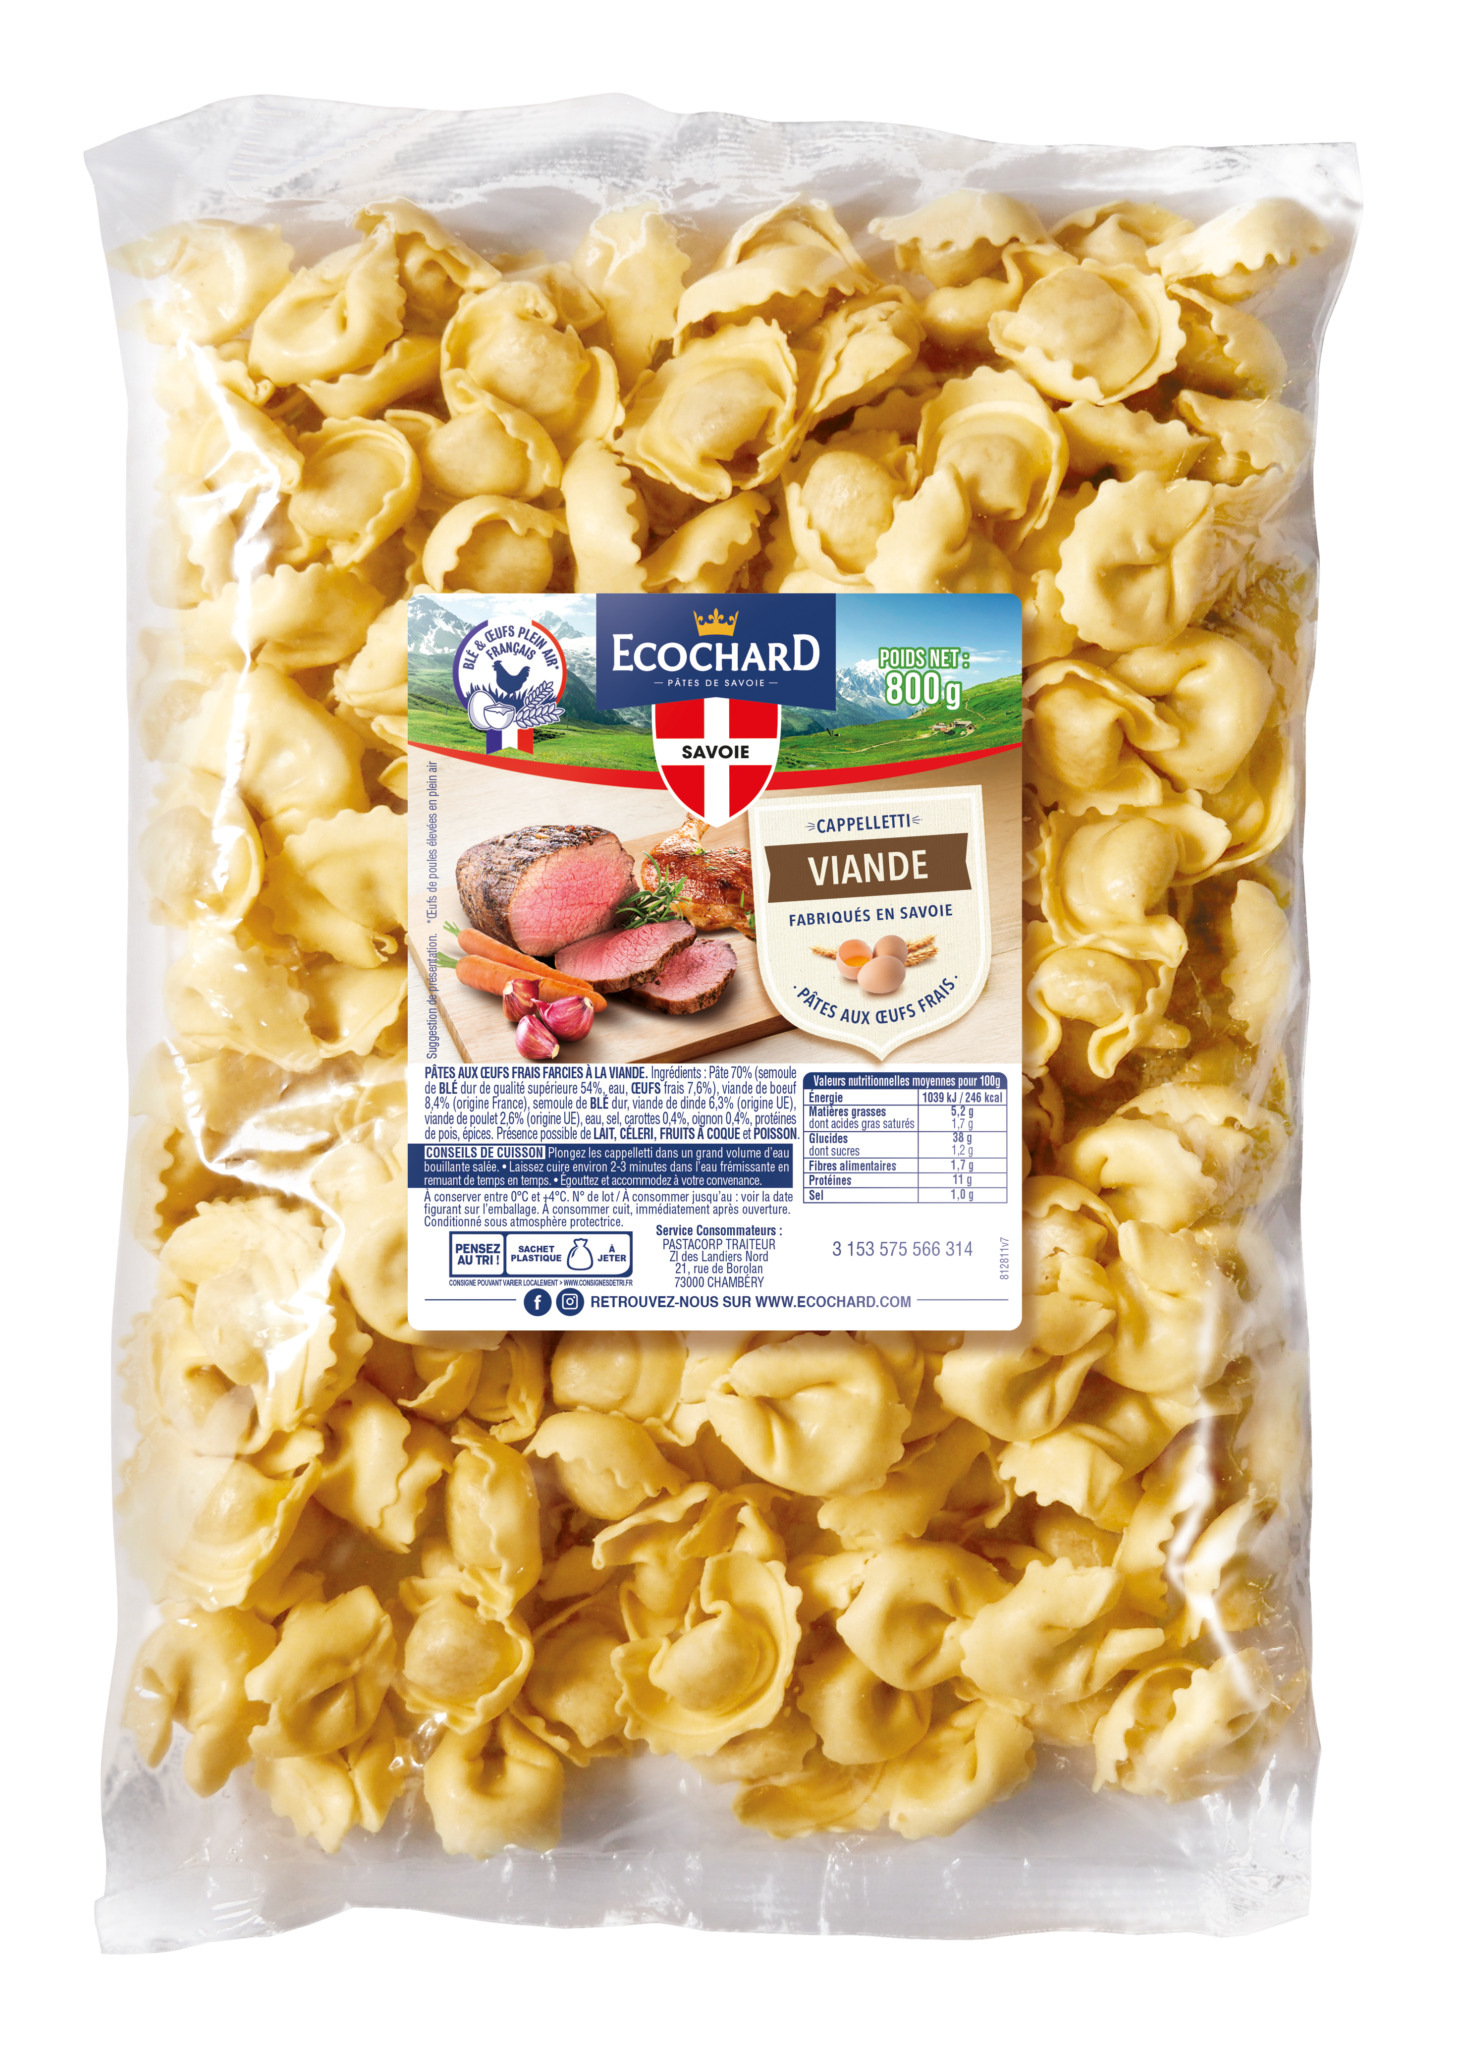 BLÉ & ŒUFS PLEIN AIR*
FRANÇAIS
ECOCHARD
— PÂTES DE SAVOIE —
SAVOIE
POIDS NET :
800 g
Suggestion de présentation. *Œufs de poules élevées en plein air
CAPPELLETTI
VIANDE
FABRIQUÉS EN SAVOIE
• PÂTES AUX ŒUFS FRAIS •
PÂTES AUX ŒUFS FRAIS FARCIES À LA VIANDE. Ingrédients : Pâte 70% (semoule
de BLÉ dur de qualité supérieure 54%, eau, ŒUFS frais 7,6%), viande de boeuf
8,4% (origine France), semoule de BLÉ dur, viande de dinde 6,3% (origine UE),
viande de poulet 2,6% (origine UE), eau, sel, carottes 0,4%, oignon 0,4%, protéines
de pois, épices. Présence possible de LAIT, CÉLERI, FRUITS À COQUE et POISSON.
CONSEILS DE CUISSON Plongez les cappelletti dans un grand volume d'eau
bouillante salée. • Laissez cuire environ 2-3 minutes dans l'eau frémissante en
remuant de temps en temps. • Égouttez et accommodez à votre convenance.
À conserver entre 0°C et +4°C. N° de lot / À consommer jusqu'au : voir la date
figurant sur l'emballage. À consommer cuit, immédiatement après ouverture.
Conditionné sous atmosphère protectrice.
Valeurs nutritionnelles moyennes pour 100g
Énergie 1039 kJ / 246 kcal
Matières grasses 5,2 g
dont acides gras saturés 1,7 g
Glucides 38 g
dont sucres 1,2 g
Fibres alimentaires 1,7 g
Protéines 11 g
Sel 1,0 g
PENSEZ
AU TRI !
SACHET
PLASTIQUE
À
JETER
CONSIGNE POUVANT VARIER LOCALEMENT > WWW.CONSIGNESDETRI.FR
Service Consommateurs :
PASTACORP TRAITEUR
ZI des Landiers Nord
21, rue de Borolan
73000 CHAMBÉRY
3 153 575 566 314
812811v7
RETROUVEZ-NOUS SUR WWW.ECOCHARD.COM